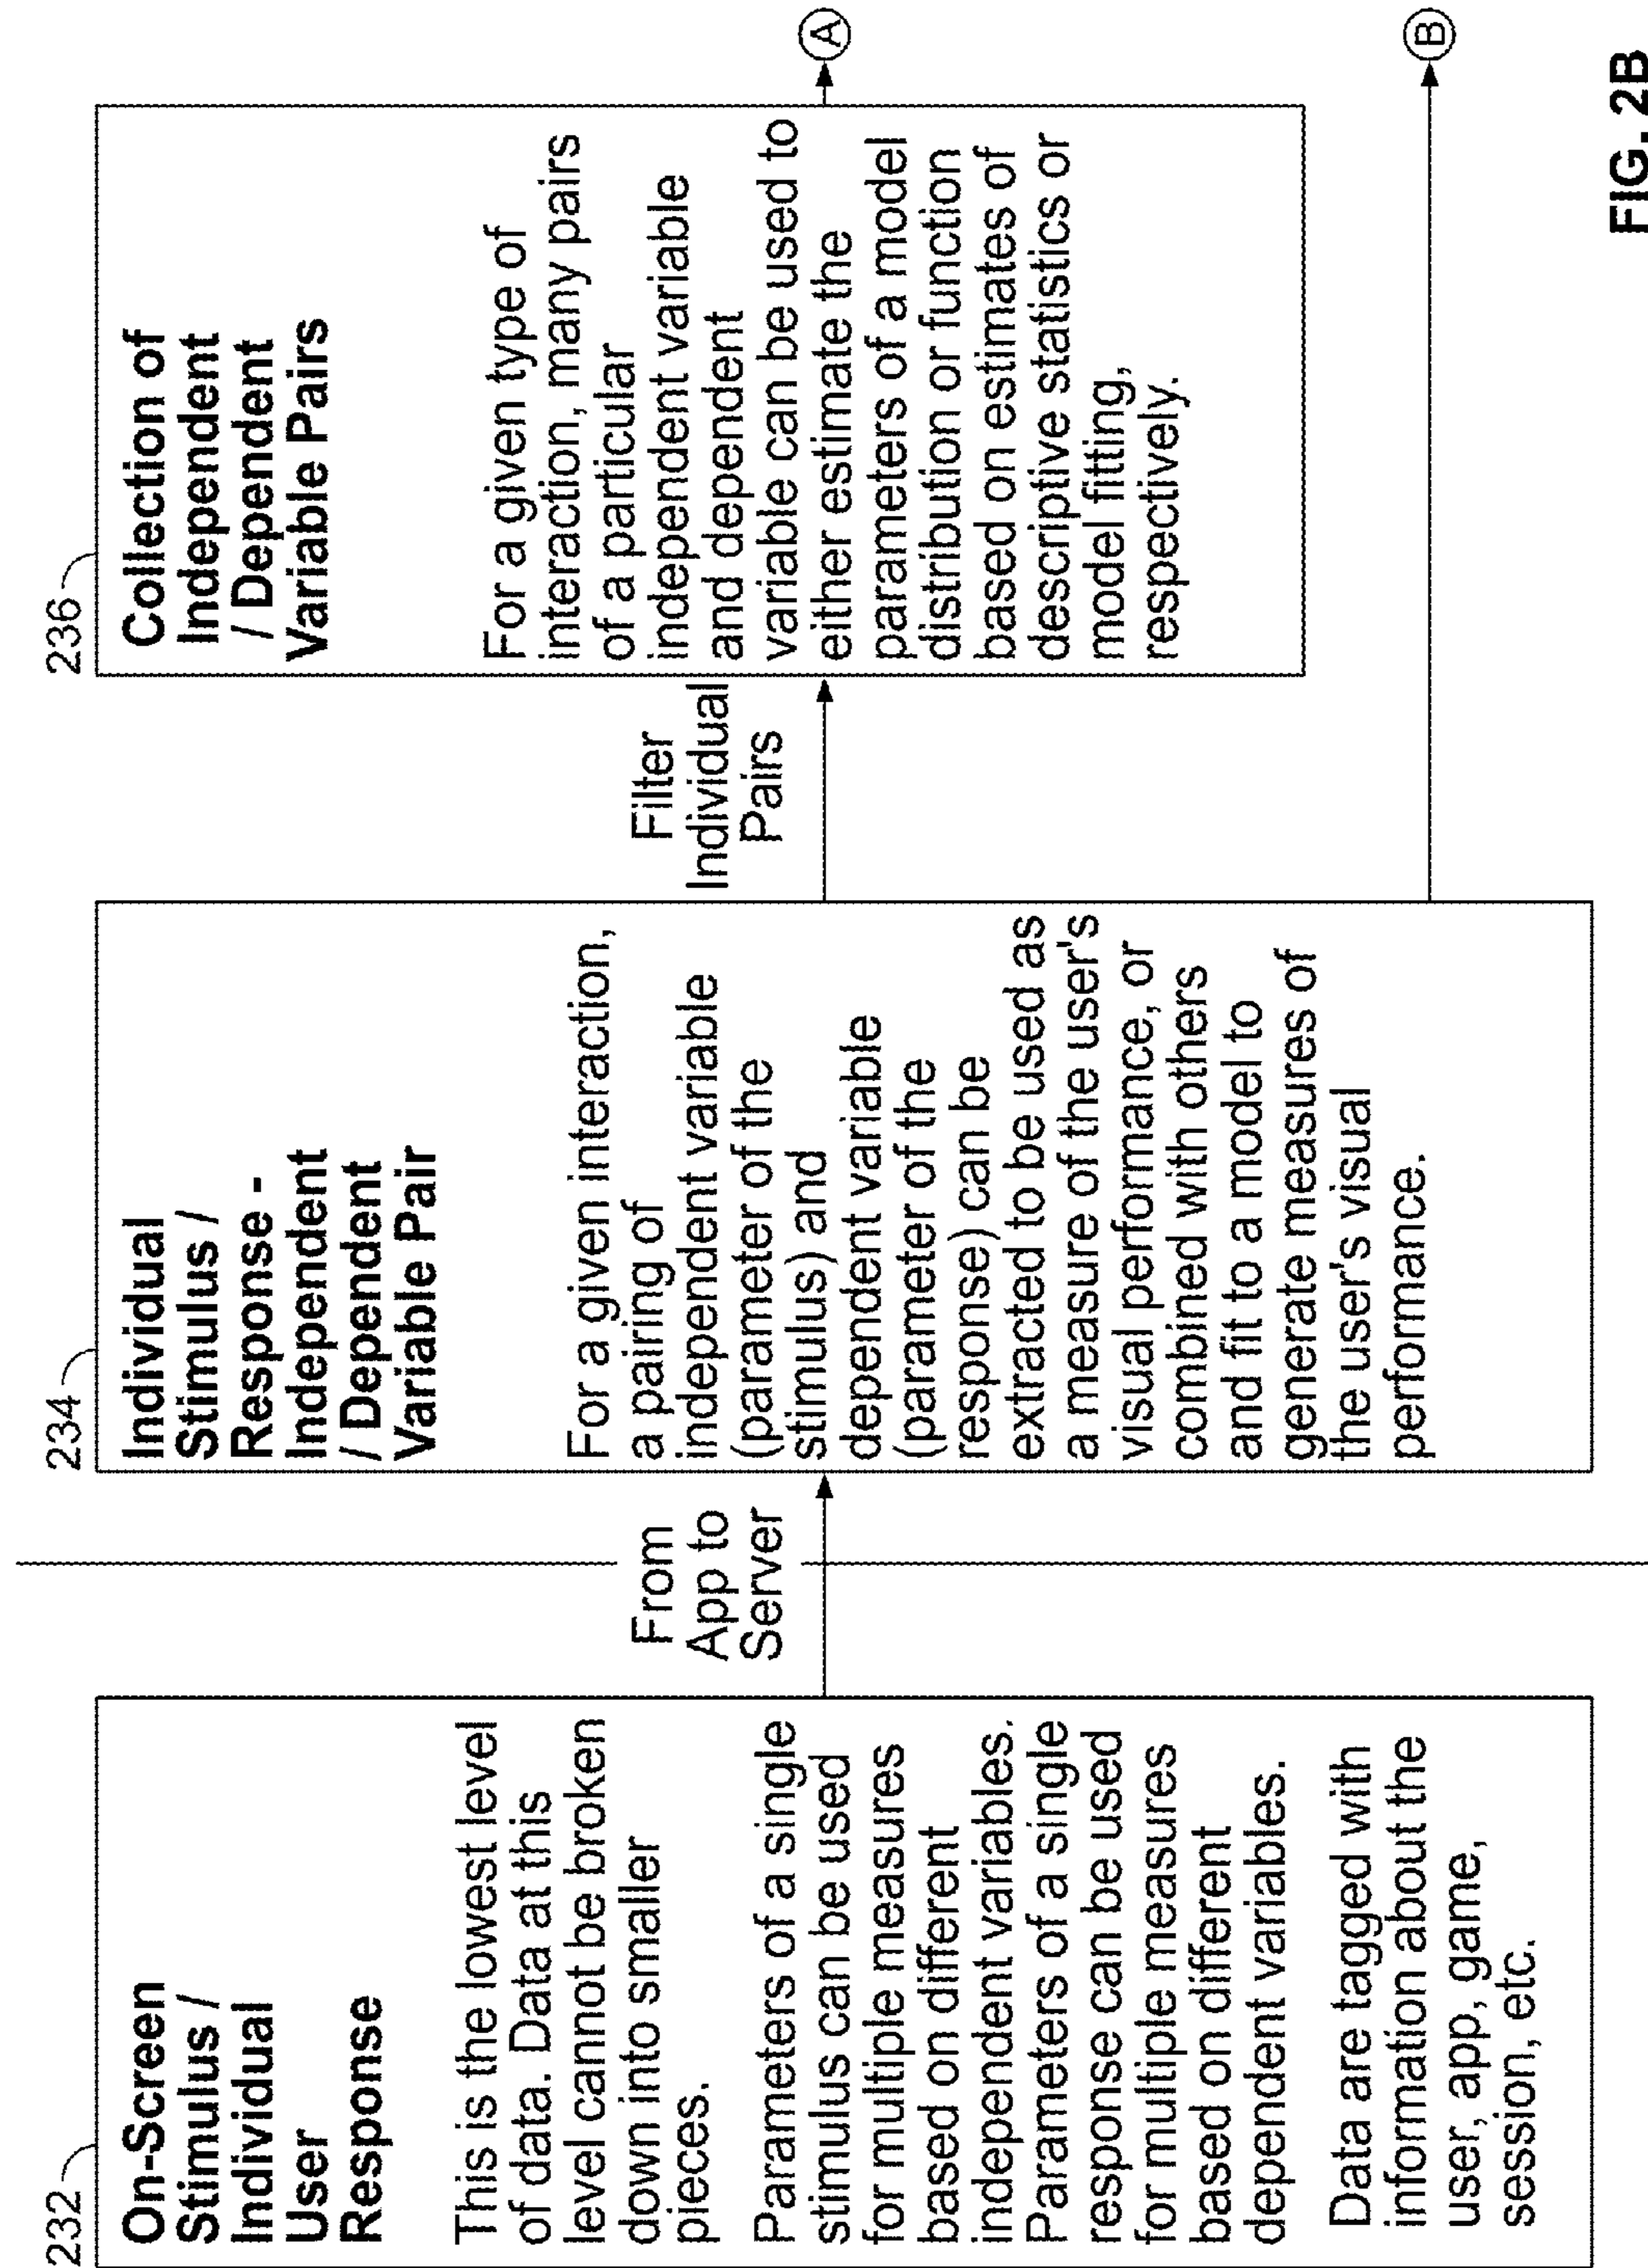 232
On-Screen
Stimulus /
Individual
User
Response
This is the lowest level
of data. Data at this
level cannot be broken
down into smaller
pieces.
Parameters of a single
stimulus can be used
for multiple measures
based on different
independent variables.
Parameters of a single
response can be used
for multiple measures
based on different
dependent variables.
Data are tagged with
information about the
user, app, game,
session, etc.
From
App to
Server
234
Individual
Stimulus /
Response -
Independent
/ Dependent
Variable Pair
For a given interaction,
a pairing of
independent variable
(parameter of the
stimulus) and
dependent variable
(parameter of the
response) can be
extracted to be used as
a measure of the user's
visual performance, or
combined with others
and fit to a model to
generate measures of
the user's visual
performance.
Filter
Individual
Pairs
236
Collection of
Independent
/ Dependent
Variable Pairs
For a given type of
interaction, many pairs
of a particular
independent variable
and dependent
variable can be used to
either estimate the
parameters of a model
distribution or function
based on estimates of
descriptive statistics or
model fitting,
respectively.
A
B
FIG. 2B